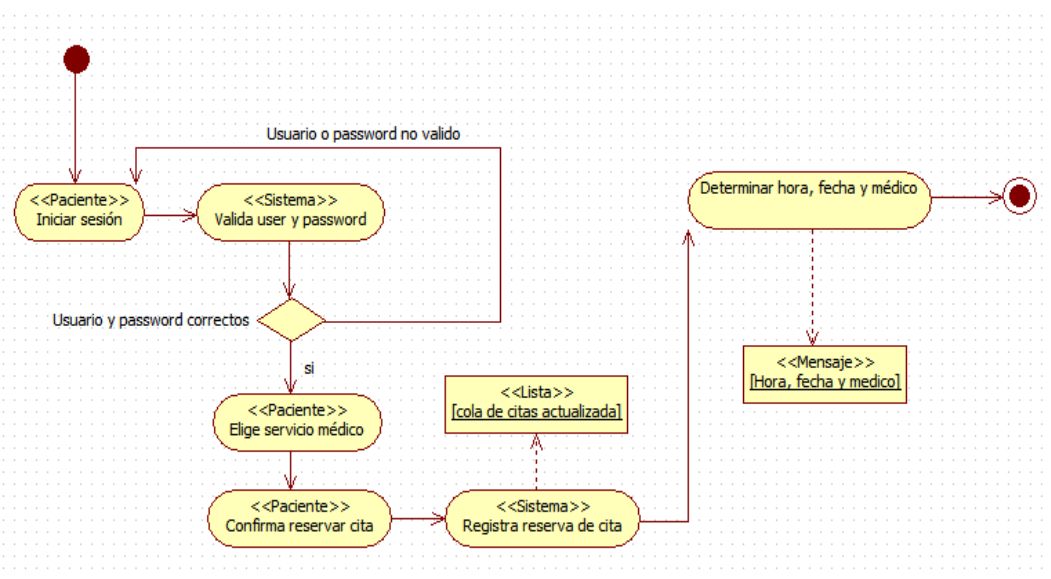 Usuario o password no valido
<<Paciente>>
Iniciar sesión
<<Sistema>>
Valida user y password
Determinar hora, fecha y médico
Usuario y password correctos
si
<<Paciente>>
Elige servicio médico
<<Lista>>
[cola de citas actualizada]
<<Mensaje>>
[Hora, fecha y medico]
<<Paciente>>
Confirma reservar cita
<<Sistema>>
Registra reserva de cita